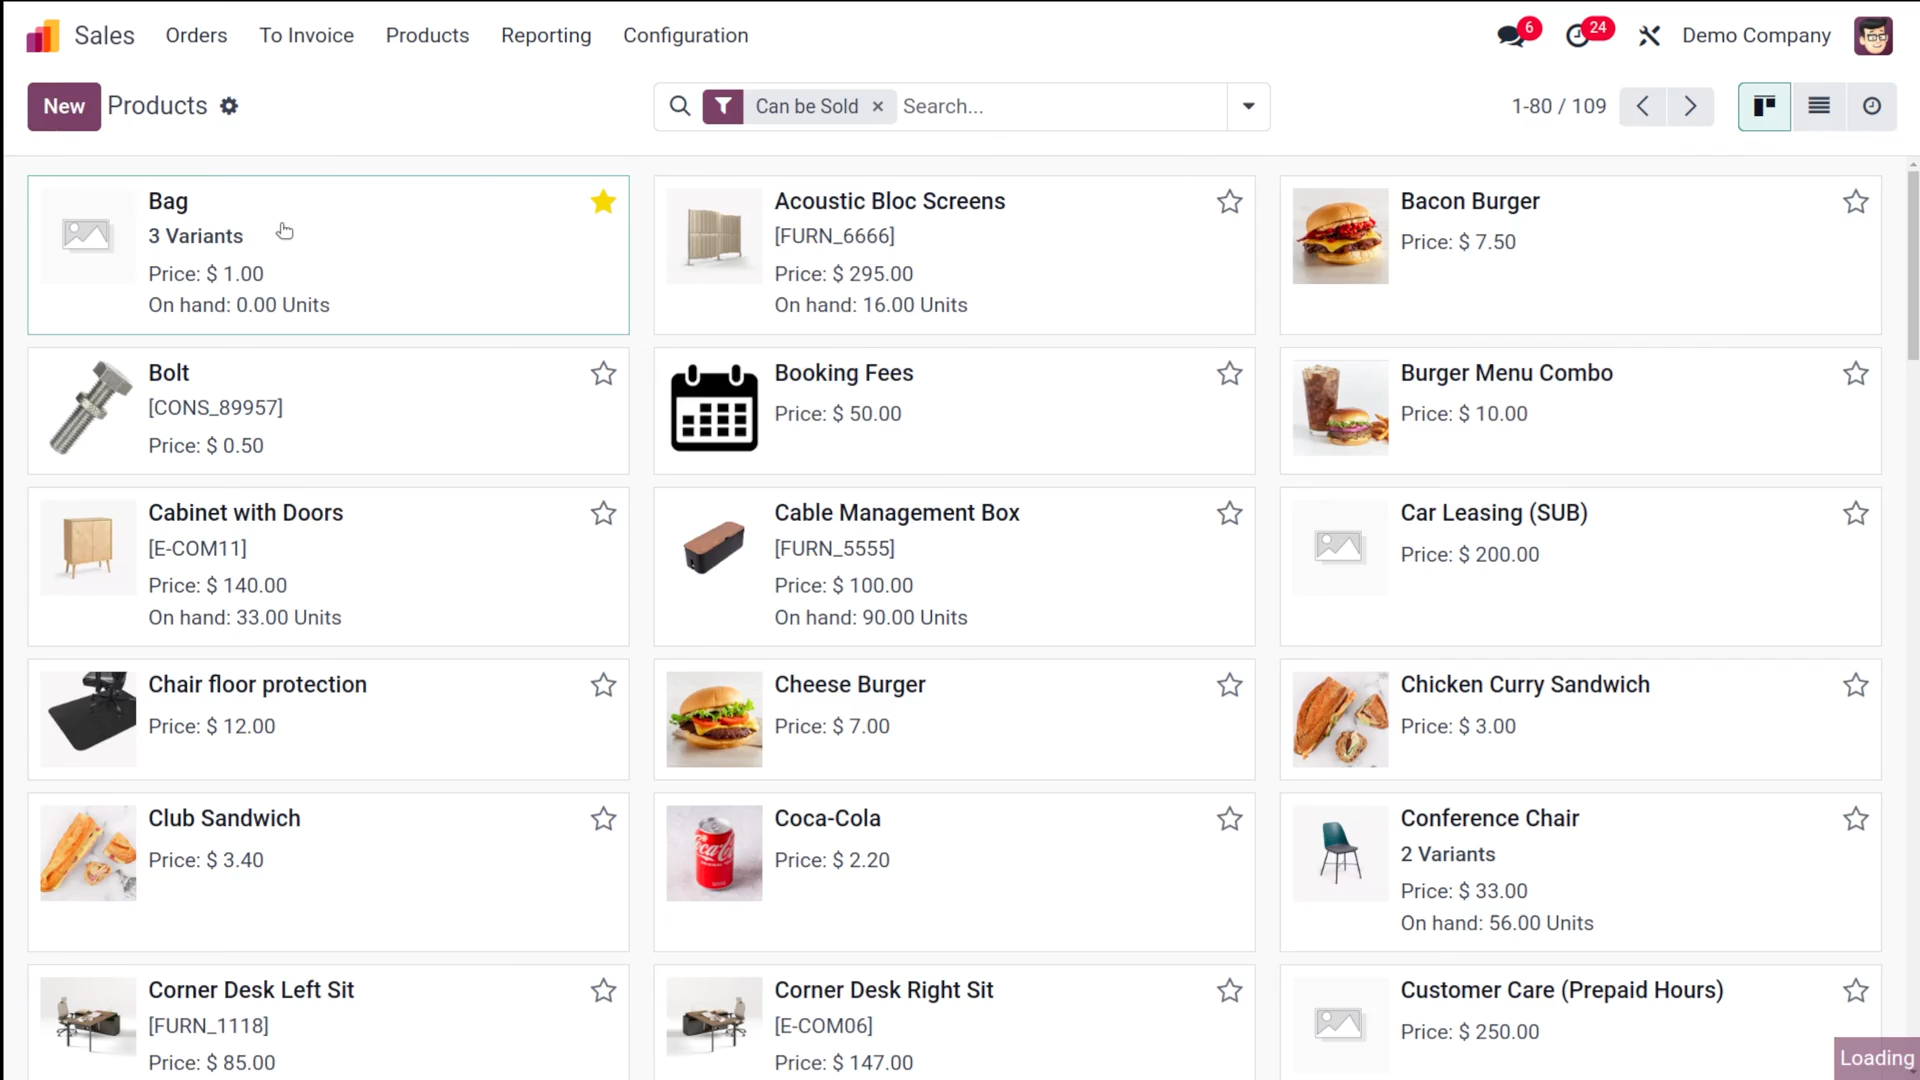 Sales Orders To Invoice Products Reporting Configuration 6 24 Demo Company
New Products Can be Sold × Search... 1-80 / 109
Bag
3 Variants
Price: $ 1.00
On hand: 0.00 Units
Acoustic Bloc Screens
[FURN_6666]
Price: $ 295.00
On hand: 16.00 Units
Bacon Burger
Price: $ 7.50
Bolt
[CONS_89957]
Price: $ 0.50
Booking Fees
Price: $ 50.00
Burger Menu Combo
Price: $ 10.00
Cabinet with Doors
[E-COM11]
Price: $ 140.00
On hand: 33.00 Units
Cable Management Box
[FURN_5555]
Price: $ 100.00
On hand: 90.00 Units
Car Leasing (SUB)
Price: $ 200.00
Chair floor protection
Price: $ 12.00
Cheese Burger
Price: $ 7.00
Chicken Curry Sandwich
Price: $ 3.00
Club Sandwich
Price: $ 3.40
Coca-Cola
Price: $ 2.20
Conference Chair
2 Variants
Price: $ 33.00
On hand: 56.00 Units
Corner Desk Left Sit
[FURN_1118]
Price: $ 85.00
Corner Desk Right Sit
[E-COM06]
Price: $ 147.00
Customer Care (Prepaid Hours)
Price: $ 250.00
Loading